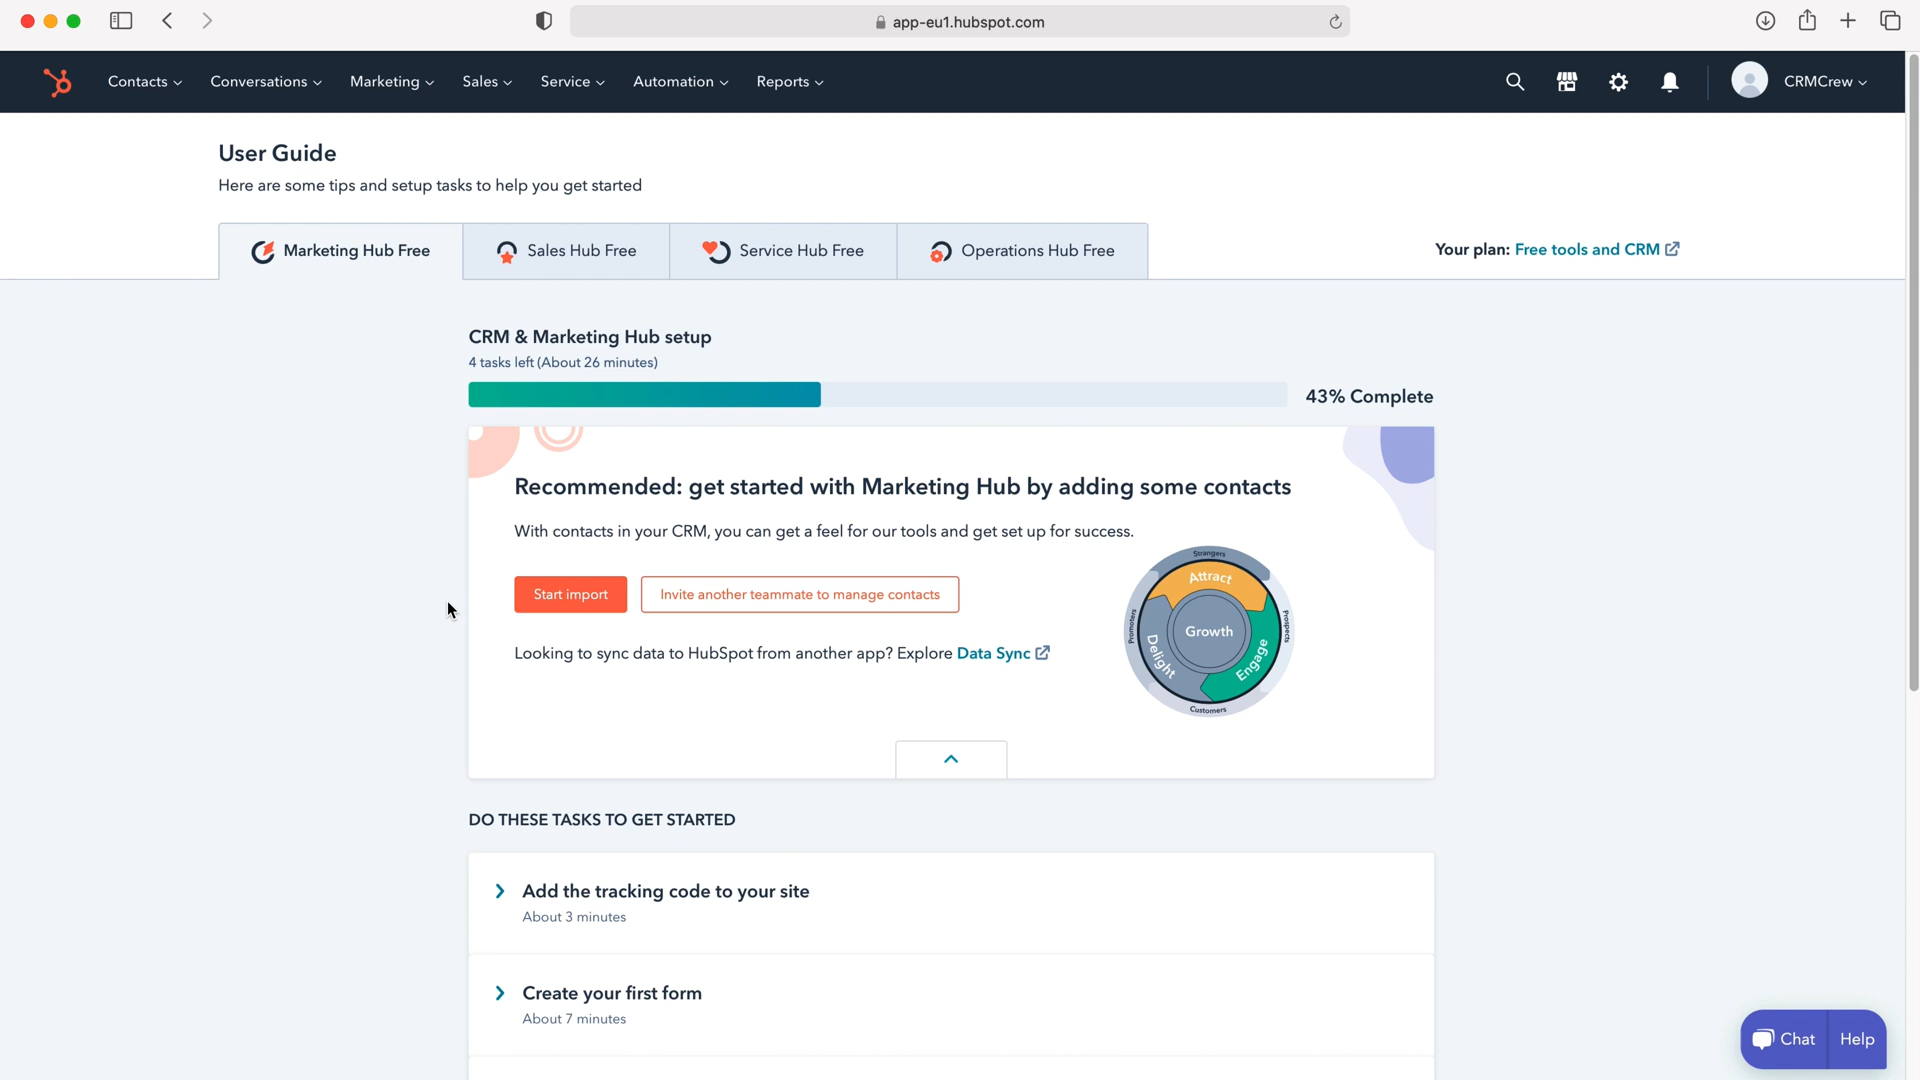 app-eu1.hubspot.com
Contacts Conversations Marketing Sales Service Automation Reports CRMCrew
User Guide
Here are some tips and setup tasks to help you get started
Marketing Hub Free Sales Hub Free Service Hub Free Operations Hub Free Your plan: Free tools and CRM
CRM & Marketing Hub setup
4 tasks left (About 26 minutes)
43% Complete
Recommended: get started with Marketing Hub by adding some contacts
With contacts in your CRM, you can get a feel for our tools and get set up for success.
Start import Invite another teammate to manage contacts
Looking to sync data to HubSpot from another app? Explore Data Sync
Strangers
Attract
Promoters
Prospects
Growth
Delight
Engage
Customers
DO THESE TASKS TO GET STARTED
Add the tracking code to your site
About 3 minutes
Create your first form
About 7 minutes
Chat Help